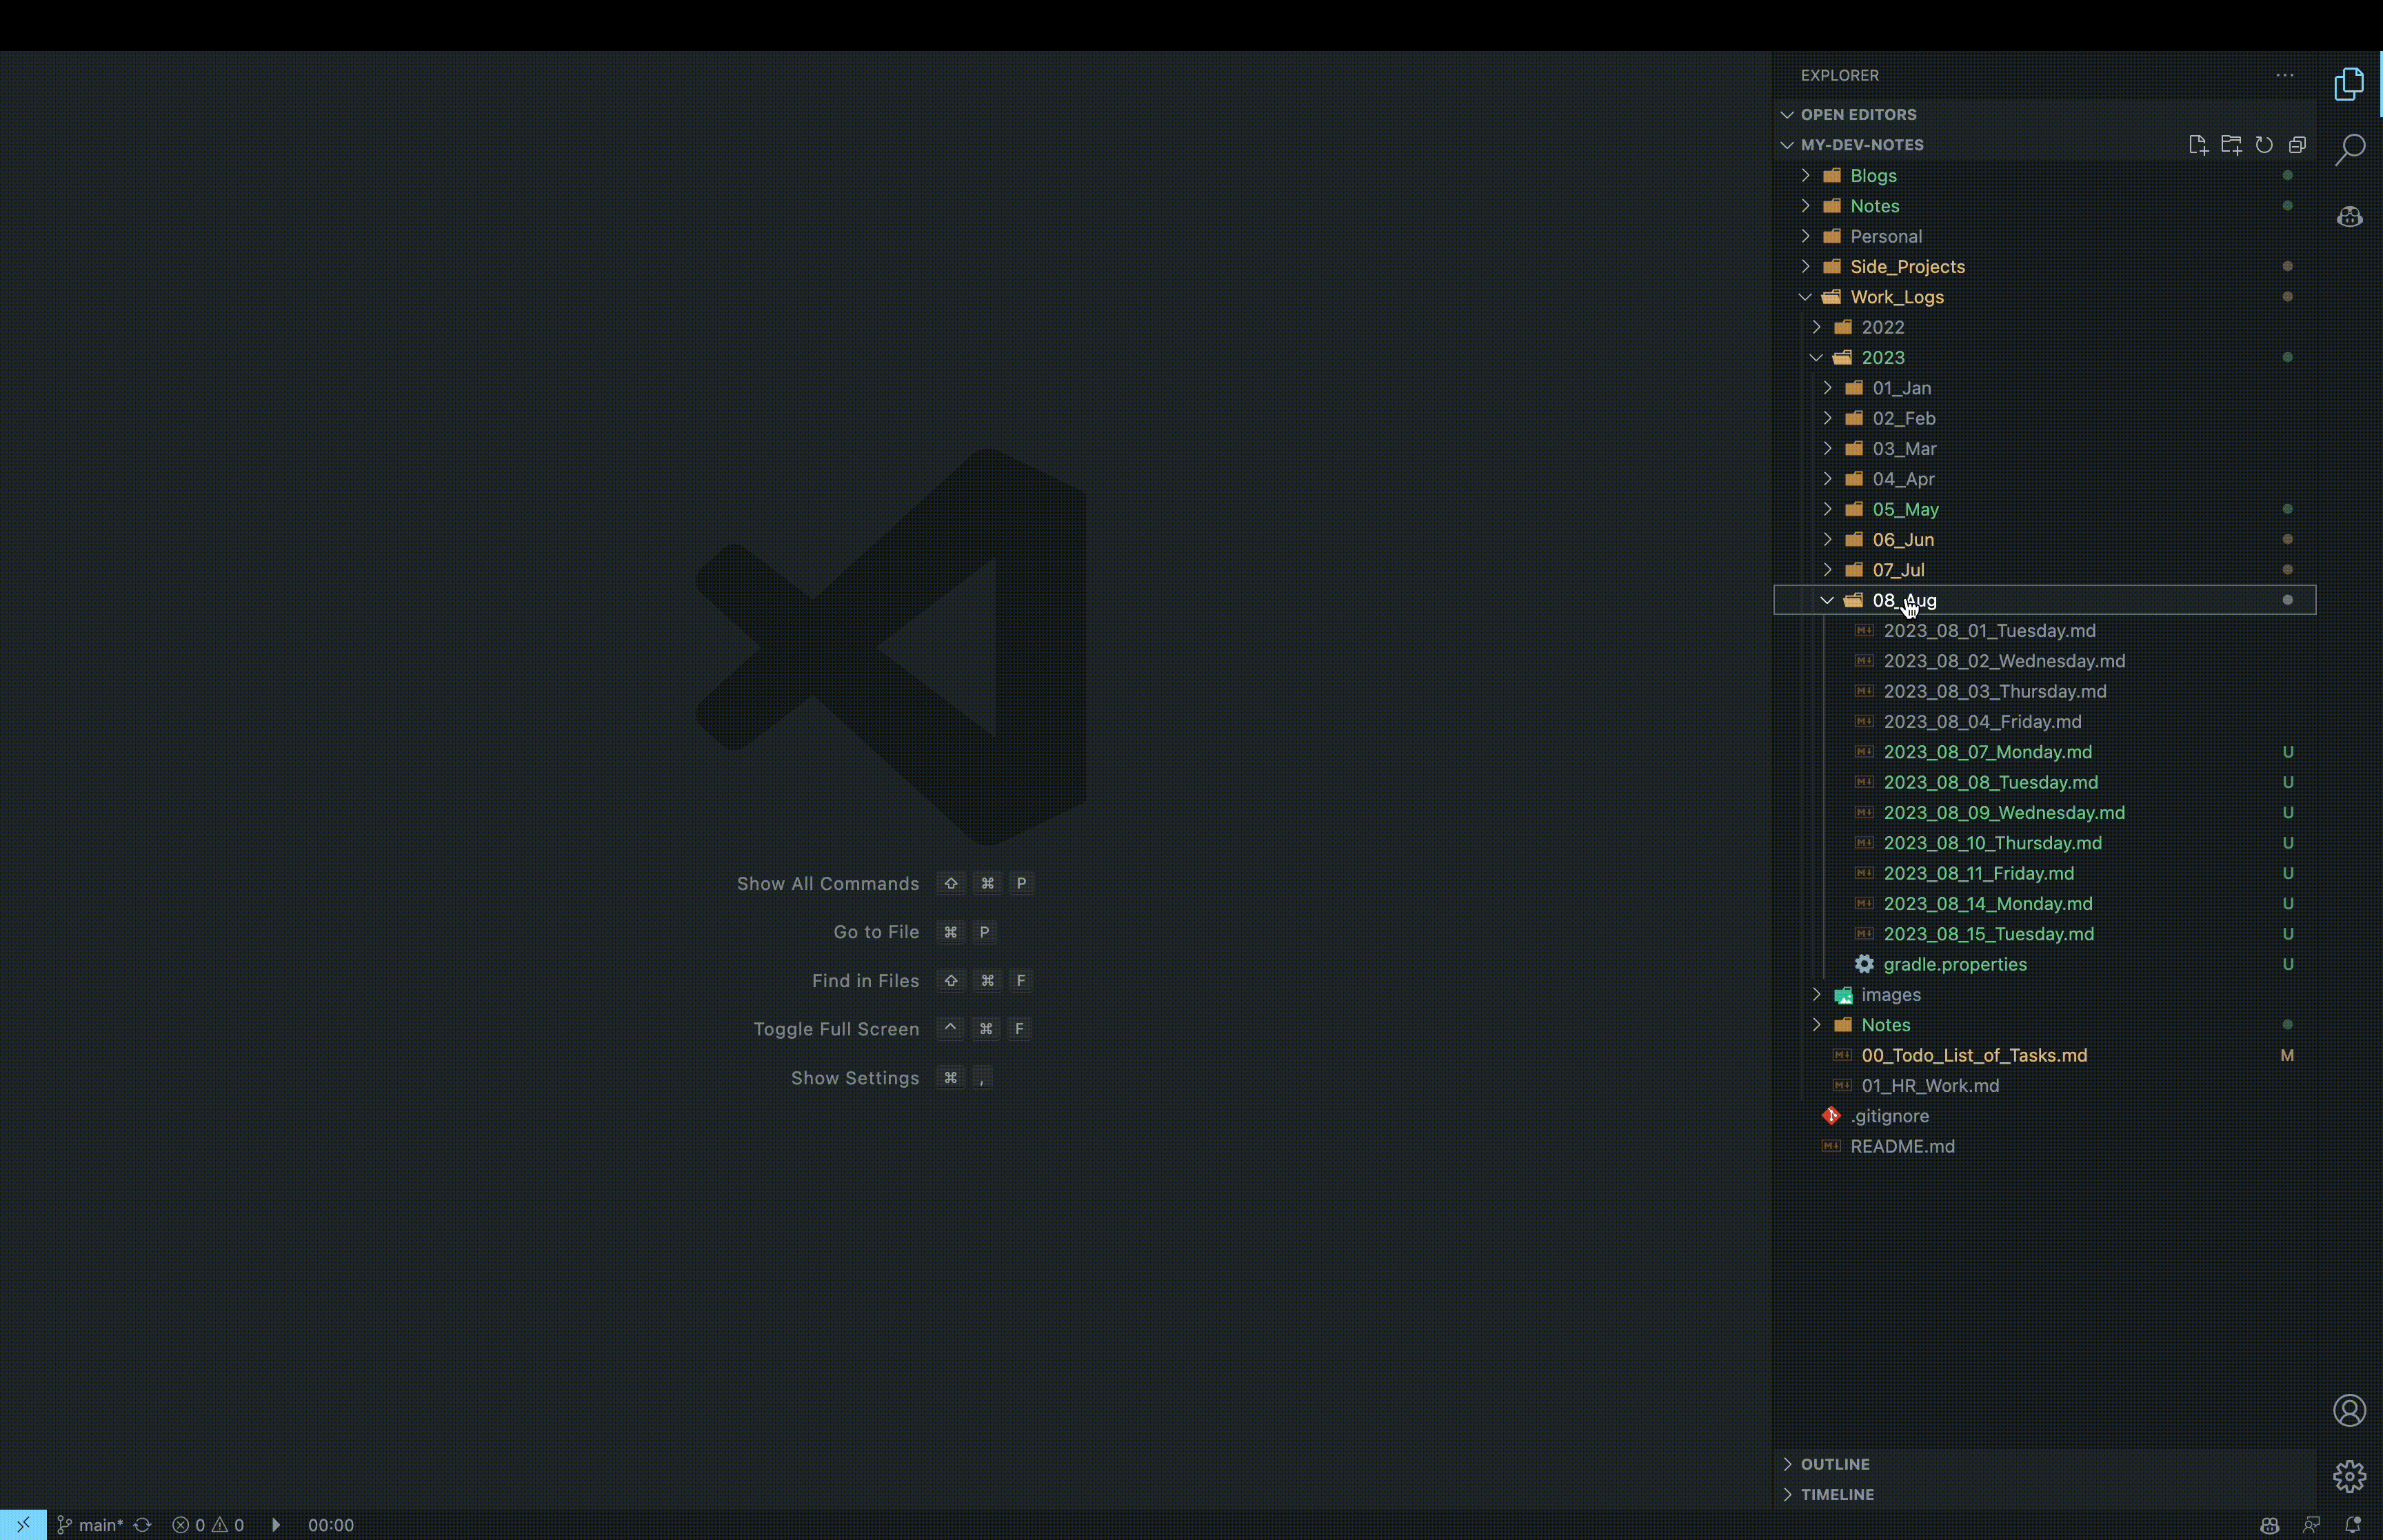 EXPLORER
OPEN EDITORS
MY-DEV-NOTES
Blogs
Notes
Personal
Side_Projects
Work_Logs
2022
2023
01_Jan
02_Feb
03_Mar
04_Apr
05_May
06_Jun
07_Jul
08_Aug
2023_08_01_Tuesday.md
2023_08_02_Wednesday.md
2023_08_03_Thursday.md
2023_08_04_Friday.md
2023_08_07_Monday.md U
2023_08_08_Tuesday.md U
2023_08_09_Wednesday.md U
2023_08_10_Thursday.md U
2023_08_11_Friday.md U
2023_08_14_Monday.md U
2023_08_15_Tuesday.md U
gradle.properties U
images
Notes
00_Todo_List_of_Tasks.md M
01_HR_Work.md
.gitignore
README.md
OUTLINE
TIMELINE
Show All Commands ⇧ ⌘ P
Go to File ⌘ P
Find in Files ⇧ ⌘ F
Toggle Full Screen ^ ⌘ F
Show Settings ⌘ ,
main* 0 0 00:00